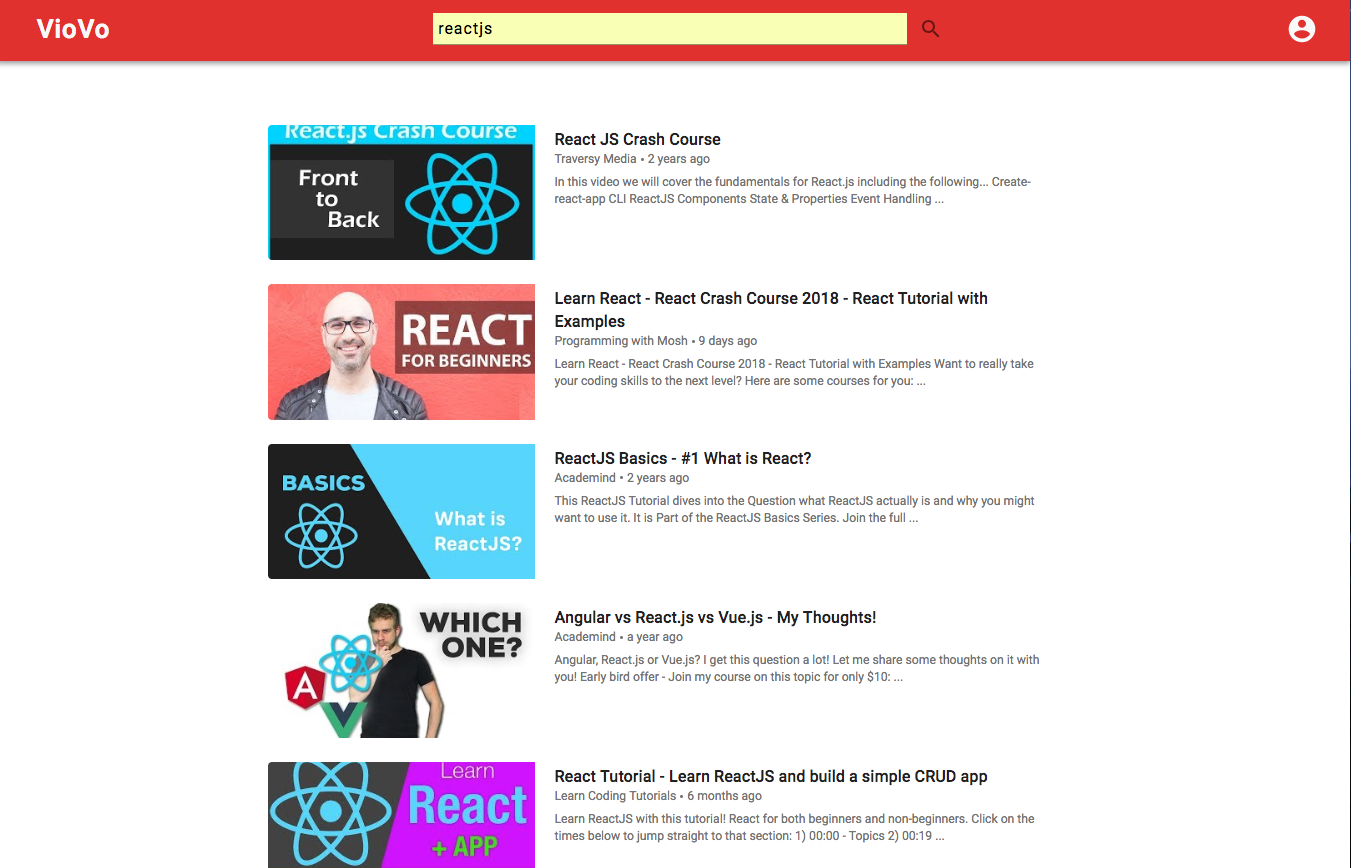 VioVo
reactjs
React.js Crash Course
Front
to
Back
React JS Crash Course
Traversy Media • 2 years ago
In this video we will cover the fundamentals for React.js including the following... Create-
react-app CLI ReactJS Components State & Properties Event Handling ...
REACT
FOR BEGINNERS
Learn React - React Crash Course 2018 - React Tutorial with
Examples
Programming with Mosh • 9 days ago
Learn React - React Crash Course 2018 - React Tutorial with Examples Want to really take
your coding skills to the next level? Here are some courses for you: ...
BASICS
What is
ReactJS?
ReactJS Basics - #1 What is React?
Academind • 2 years ago
This ReactJS Tutorial dives into the Question what ReactJS actually is and why you might
want to use it. It is Part of the ReactJS Basics Series. Join the full ...
WHICH
ONE?
A
Angular vs React.js vs Vue.js - My Thoughts!
Academind • a year ago
Angular, React.js or Vue.js? I get this question a lot! Let me share some thoughts on it with
you! Early bird offer - Join my course on this topic for only $10: ...
Learn
React
+ APP
React Tutorial - Learn ReactJS and build a simple CRUD app
Learn Coding Tutorials • 6 months ago
Learn ReactJS with this tutorial! React for both beginners and non-beginners. Click on the
times below to jump straight to that section: 1) 00:00 - Topics 2) 00:19 ...